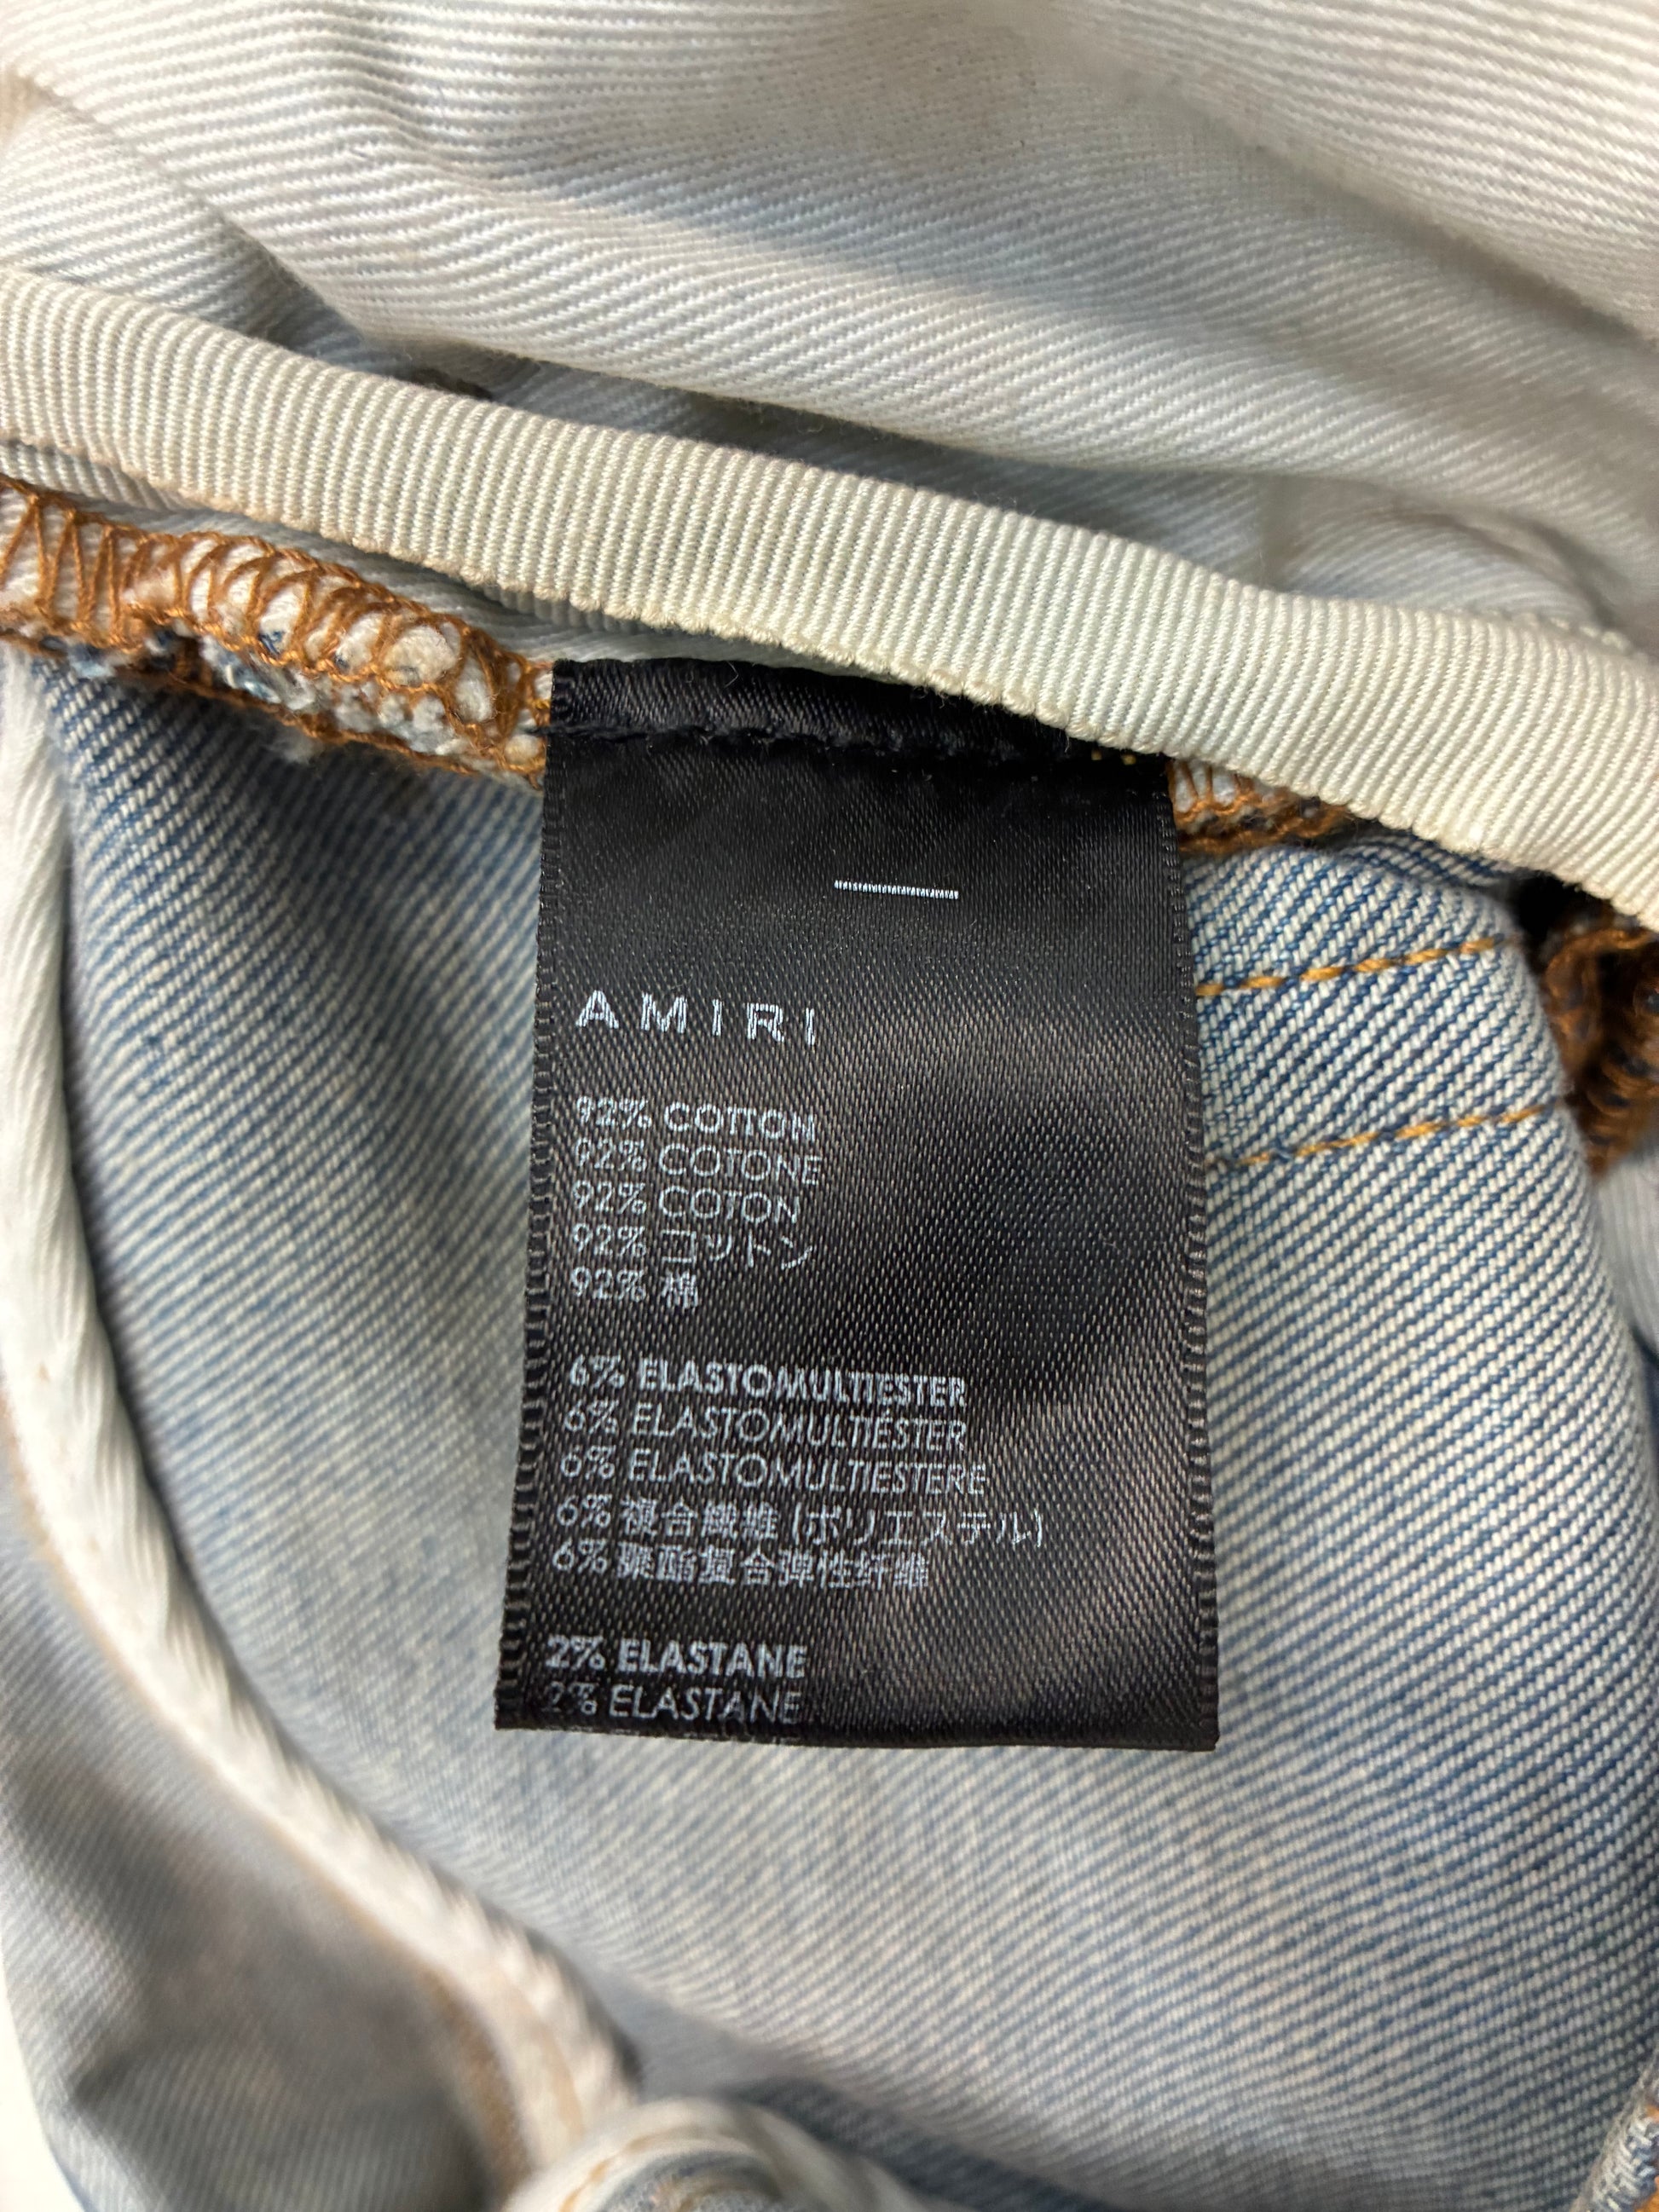 AMIRI
92% COTTON
92% COTONE
92% COTON
92% コットン
92% 棉
6% ELASTOMULTIESTER
6% ELASTOMULTIÉSTER
6% ELASTOMULTIESTERE
6% 複合繊維 (ポリエステル)
6% 聚酯复合弹性纤维
2% ELASTANE
2% ELASTANE